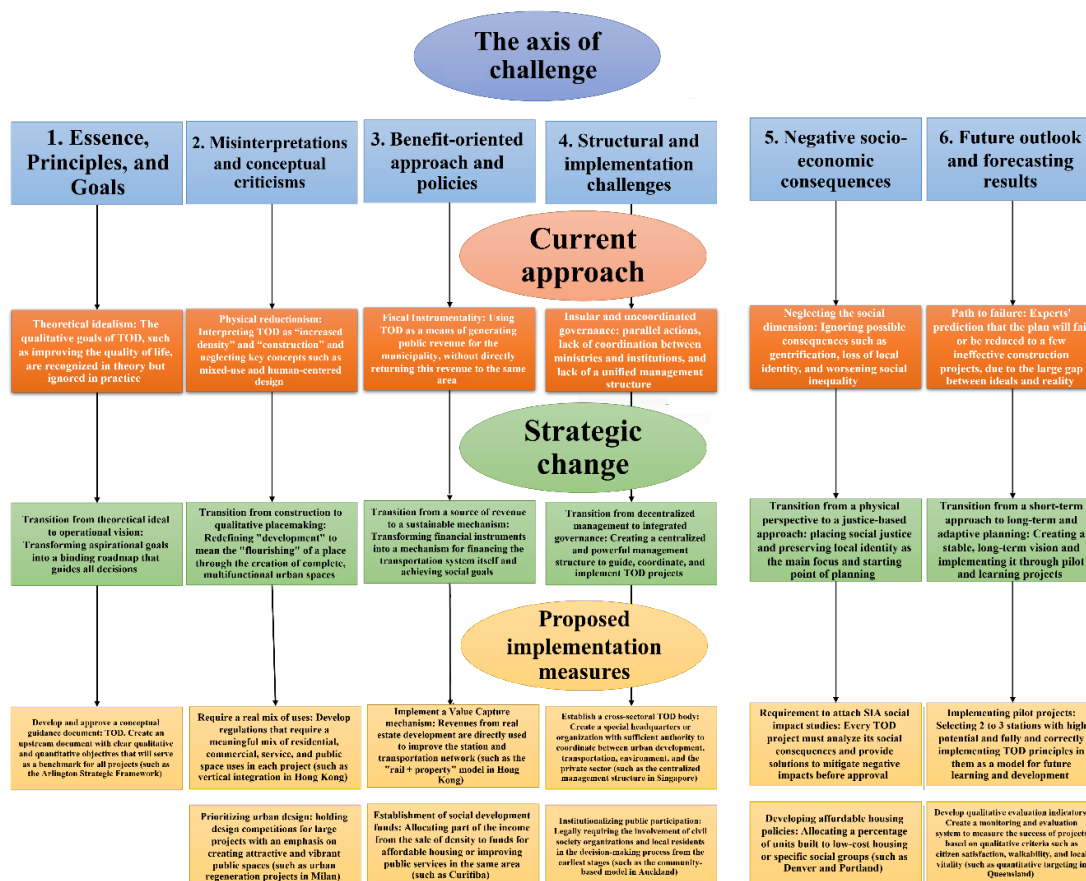 The axis of
challenge
1. Essence,
Principles, and
Goals
2. Misinterpretations
and conceptual
criticisms
3. Benefit-oriented
approach and
policies
4. Structural and
implementation
challenges
5. Negative socio-
economic
consequences
6. Future outlook
and forecasting
results
Current
approach
Theoretical idealism: The
qualitative goals of TOD, such
as improving the quality of life,
are recognized in theory but
ignored in practice
Physical reductionism:
Interpreting TOD as “increased
density” and “construction” and
neglecting key concepts such as
mixed-use and human-centered
design
Fiscal Instrumentality: Using
TOD as a means of generating
public revenue for the
municipality, without directly
returning this revenue to the same
area
Insular and uncoordinated
governance: parallel actions,
lack of coordination between
ministries and institutions, and
lack of a unified management
structure
Neglecting the social
dimension: Ignoring possible
consequences such as
gentrification, loss of local
identity, and worsening social
inequality
Path to failure: Experts'
prediction that the plan will fail
or be reduced to a few
ineffective construction
projects, due to the large gap
between ideals and reality
Strategic
change
Transition from theoretical ideal
to operational vision:
Transforming aspirational goals
into a binding roadmap that
guides all decisions
Transition from construction to
qualitative placemaking:
Redefining "development" to
mean the "flourishing" of a place
through the creation of complete,
multifunctional urban spaces
Transition from a source of revenue
to a sustainable mechanism:
Transforming financial instruments
into a mechanism for financing the
transportation system itself and
achieving social goals
Transition from decentralized
management to integrated
governance: Creating a centralized
and powerful management
structure to guide, coordinate, and
implement TOD projects
Transition from a physical
perspective to a justice-based
approach: placing social justice
and preserving local identity as
the main focus and starting
point of planning
Transition from a short-term
approach to long-term and
adaptive planning: Creating a
stable, long-term vision and
implementing it through pilot
and learning projects
Proposed
implementation
measures
Develop and approve a conceptual
guidance document: TOD. Create an
upstream document with clear qualitative
and quantitative objectives that will serve
as a benchmark for all projects (such as
the Arlington Strategic Framework)
Require a real mix of uses: Develop
regulations that require a
meaningful mix of residential,
commercial, service, and public
space uses in each project (such as
vertical integration in Hong Kong)
Implement a Value Capture
mechanism: Revenues from real
estate development are directly
used to improve the station and
transportation network (such as the
"rail + property" model in Hong
Kong)
Establish a cross-sectoral TOD body:
Create a special headquarters or
organization with sufficient authority to
coordinate between urban development,
transportation, environment, and the
private sector (such as the centralized
management structure in Singapore)
Requirement to attach SIA social
impact studies: Every TOD
project must analyze its social
consequences and provide
solutions to mitigate negative
impacts before approval
Implementing pilot projects:
Selecting 2 to 3 stations with high
potential and fully and correctly
implementing TOD principles in
them as a model for future
learning and development
Prioritizing urban design: holding
design competitions for large
projects with an emphasis on
creating attractive and vibrant
public spaces (such as urban
regeneration projects in Milan)
Establishment of social development
funds: Allocating part of the income
from the sale of density to funds for
affordable housing or improving
public services in the same area
(such as Curitiba)
Institutionalizing public participation:
Legally requiring the involvement of civil
society organizations and local residents
in the decision-making process from the
earliest stages (such as the community-
based model in Auckland)
Developing affordable housing
policies: Allocating a percentage
of units built to low-cost housing
or specific social groups (such as
Denver and Portland)
Develop qualitative evaluation indicators:
Create a monitoring and evaluation
system to measure the success of projects
based on qualitative criteria such as
citizen satisfaction, walkability, and local
vitality (such as quantitative targeting in
Queensland)